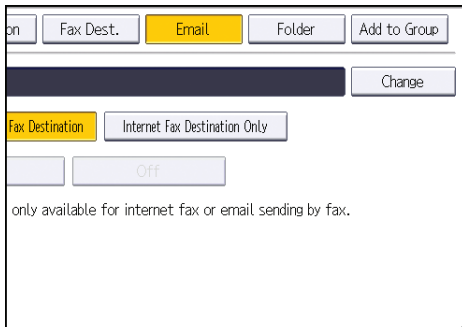 on Fax Dest. Email Folder Add to Group
Change
Fax Destination Internet Fax Destination Only
Off
only available for internet fax or email sending by fax.